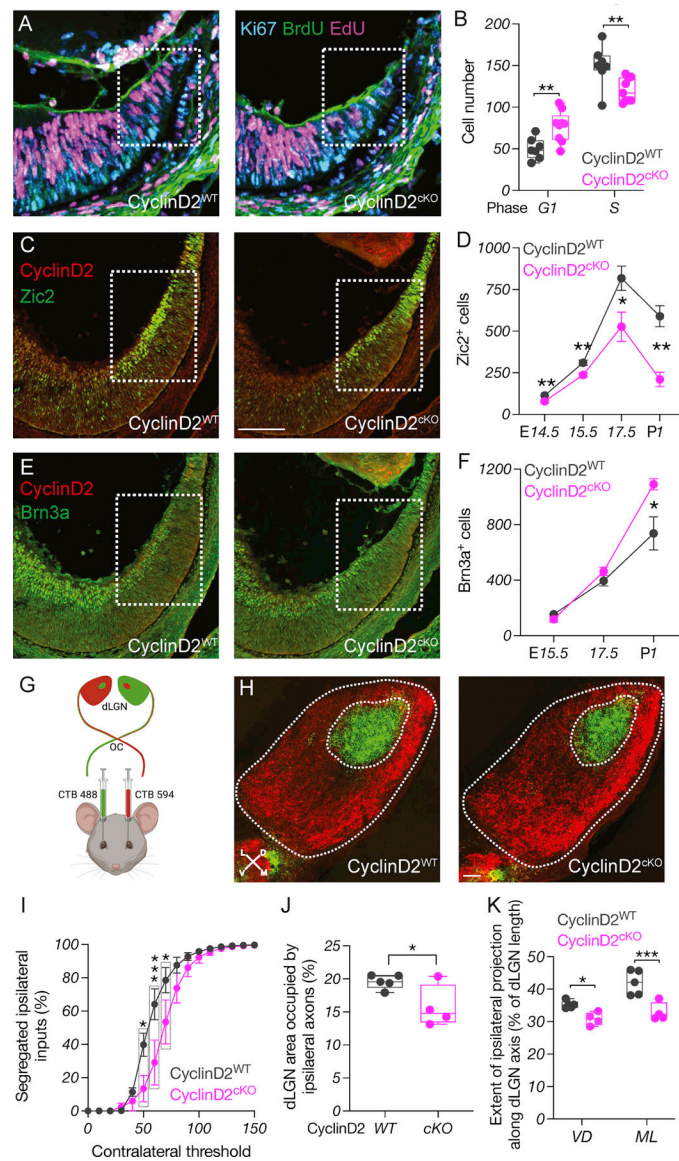 A
Ki67 BrdU EdU
CyclinD2WT
CyclinD2cKO
B
Cell number
200
150
100
50
0
**
**
CyclinD2WT
CyclinD2cKO
Phase G1 S
C
CyclinD2
Zic2
CyclinD2WT
CyclinD2cKO
D
Zic2+ cells
1000
750
500
250
0
CyclinD2WT
CyclinD2cKO
**
**
*
**
E14.5 15.5 17.5 P1
E
CyclinD2
Brn3a
CyclinD2WT
CyclinD2cKO
F
Brn3a+ cells
1200
800
400
0
CyclinD2WT
CyclinD2cKO
*
E15.5 17.5 P1
G
dLGN
OC
CTB 488
CTB 594
H
L D
V M
CyclinD2WT
CyclinD2cKO
I
Segregated ipsilateral
inputs (%)
100
80
60
40
20
0
*
***
*
CyclinD2WT
CyclinD2cKO
0 50 100 150
Contralateral threshold
J
dLGN area occupied by
ipsilaeral axons (%)
25
20
15
10
5
0
*
CyclinD2 WT cKO
K
CyclinD2WT
CyclinD2cKO
Extent of ipsilateral projection
along dLGN axis (% of dLGN length)
50
40
30
20
10
0
*
***
VD ML